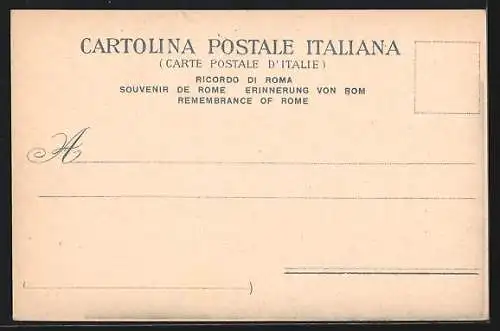 CARTOLINA POSTALE ITALIANA
(CARTE POSTALE D'ITALIE)
RICORDO DI ROMA
SOUVENIR DE ROME ERINNERUNG VON ROM
REMEMBRANCE OF ROME
A